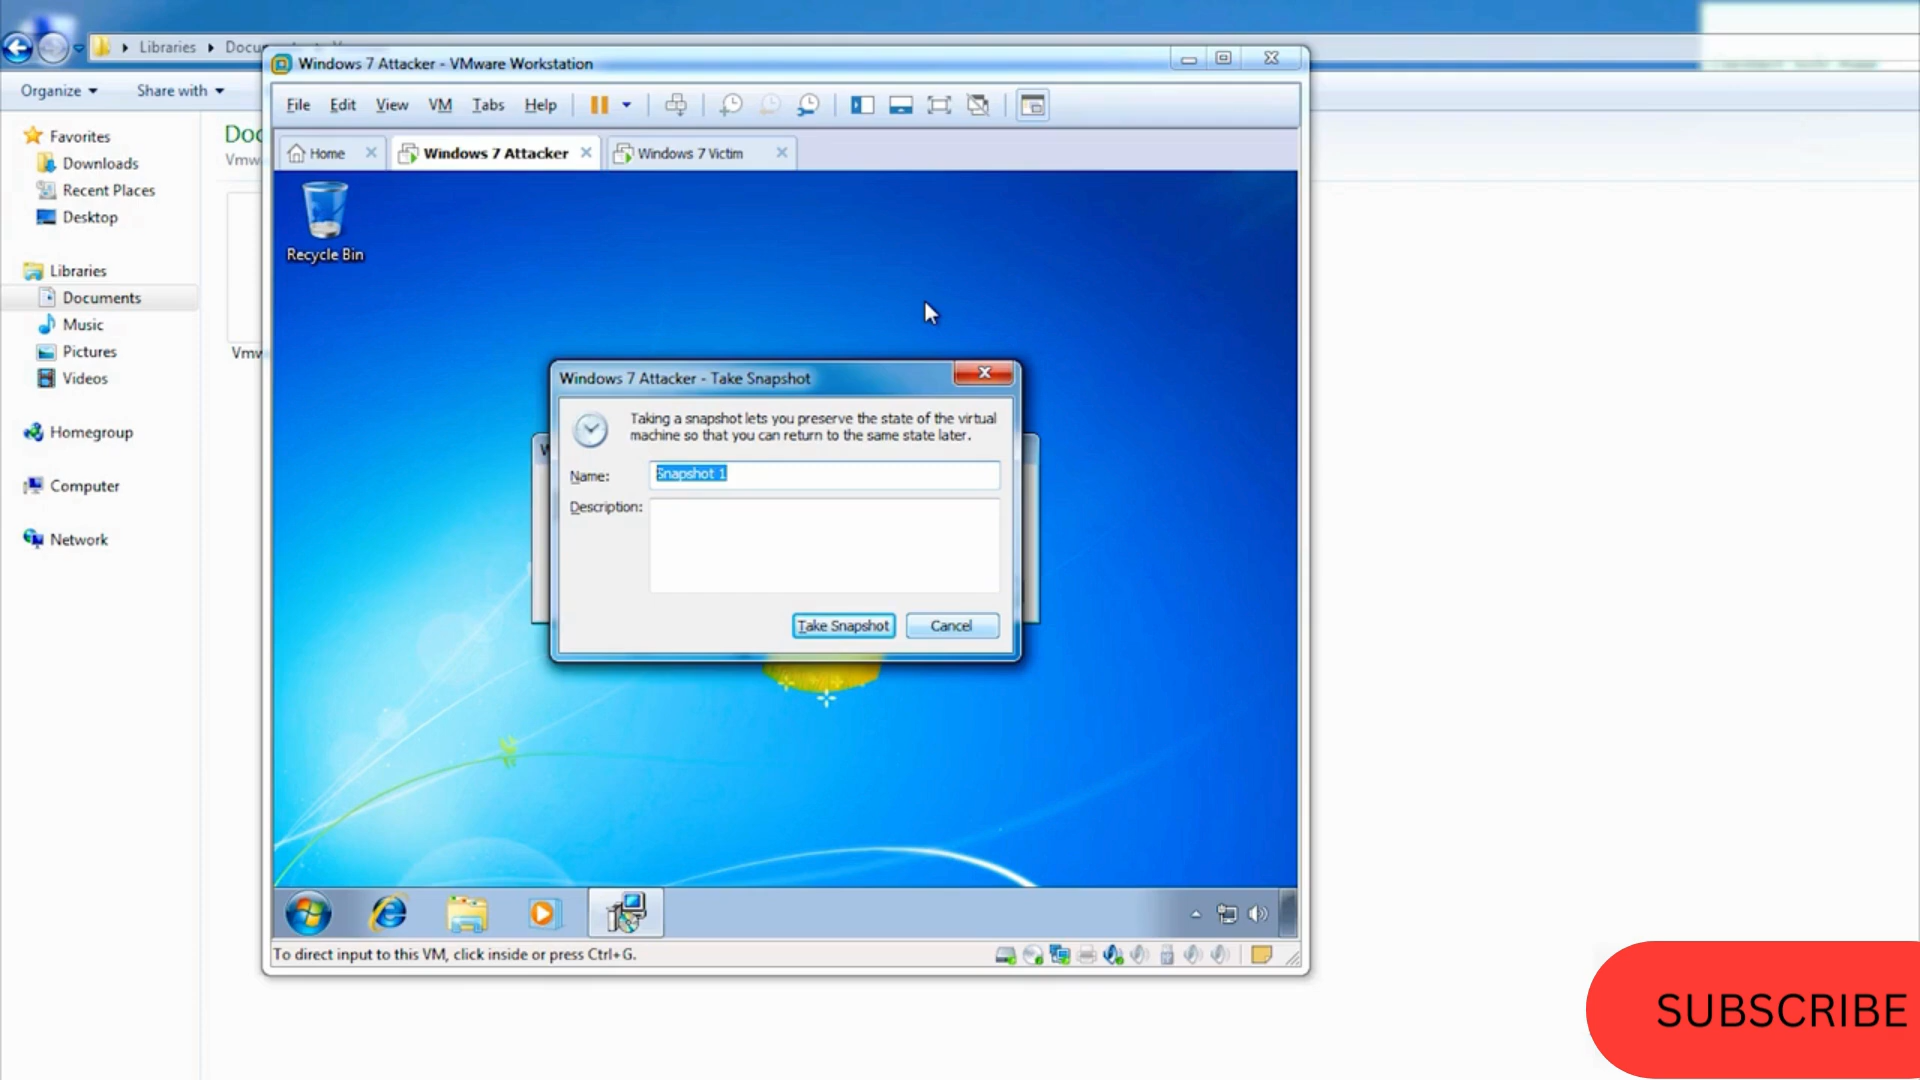 Libraries
Organize
Share with
Favorites
Downloads
Recent Places
Desktop
Libraries
Documents
Music
Pictures
Videos
Homegroup
Computer
Network
Windows 7 Attacker - VMware Workstation
File Edit View VM Tabs Help
Home
Windows 7 Attacker
Windows 7 Victim
Recycle Bin
Windows 7 Attacker - Take Snapshot
Taking a snapshot lets you preserve the state of the virtual
machine so that you can return to the same state later.
Name:
Snapshot 1
Description:
Take Snapshot
Cancel
To direct input to this VM, click inside or press Ctrl+G.
SUBSCRIBE